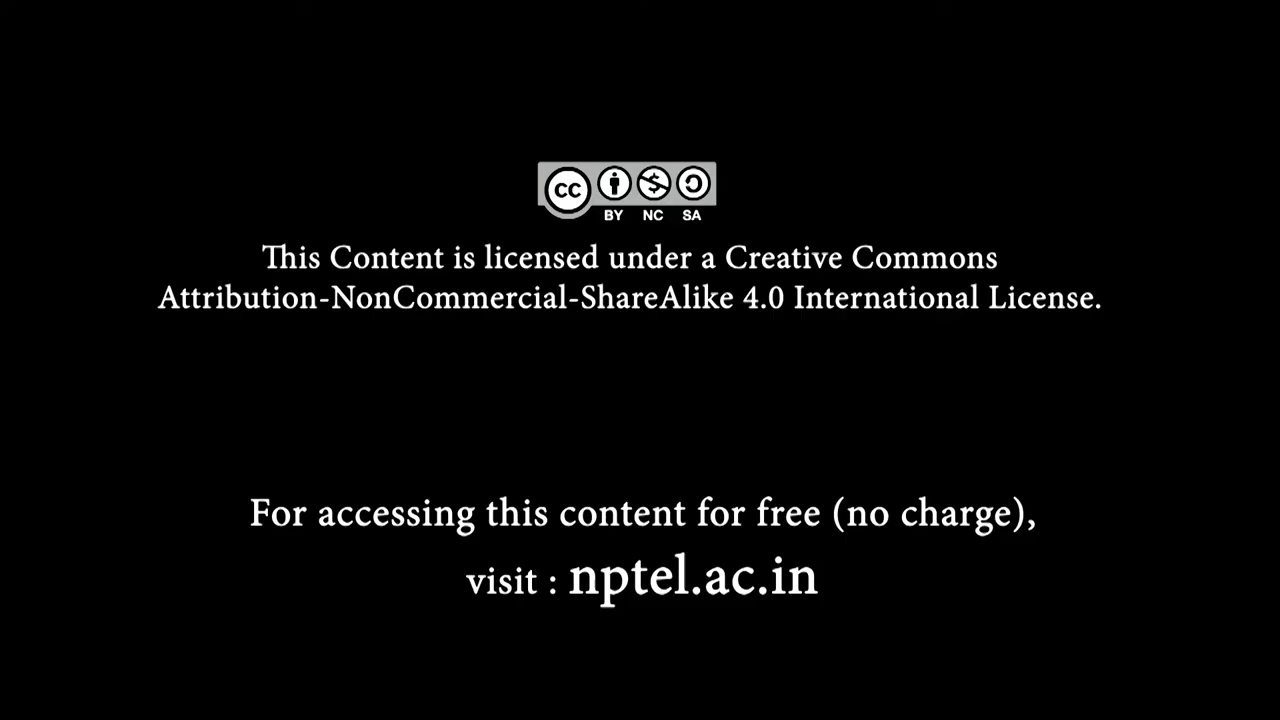 CC
BY NC SA
This Content is licensed under a Creative Commons
Attribution-NonCommercial-ShareAlike 4.0 International License.
For accessing this content for free (no charge),
visit : nptel.ac.in